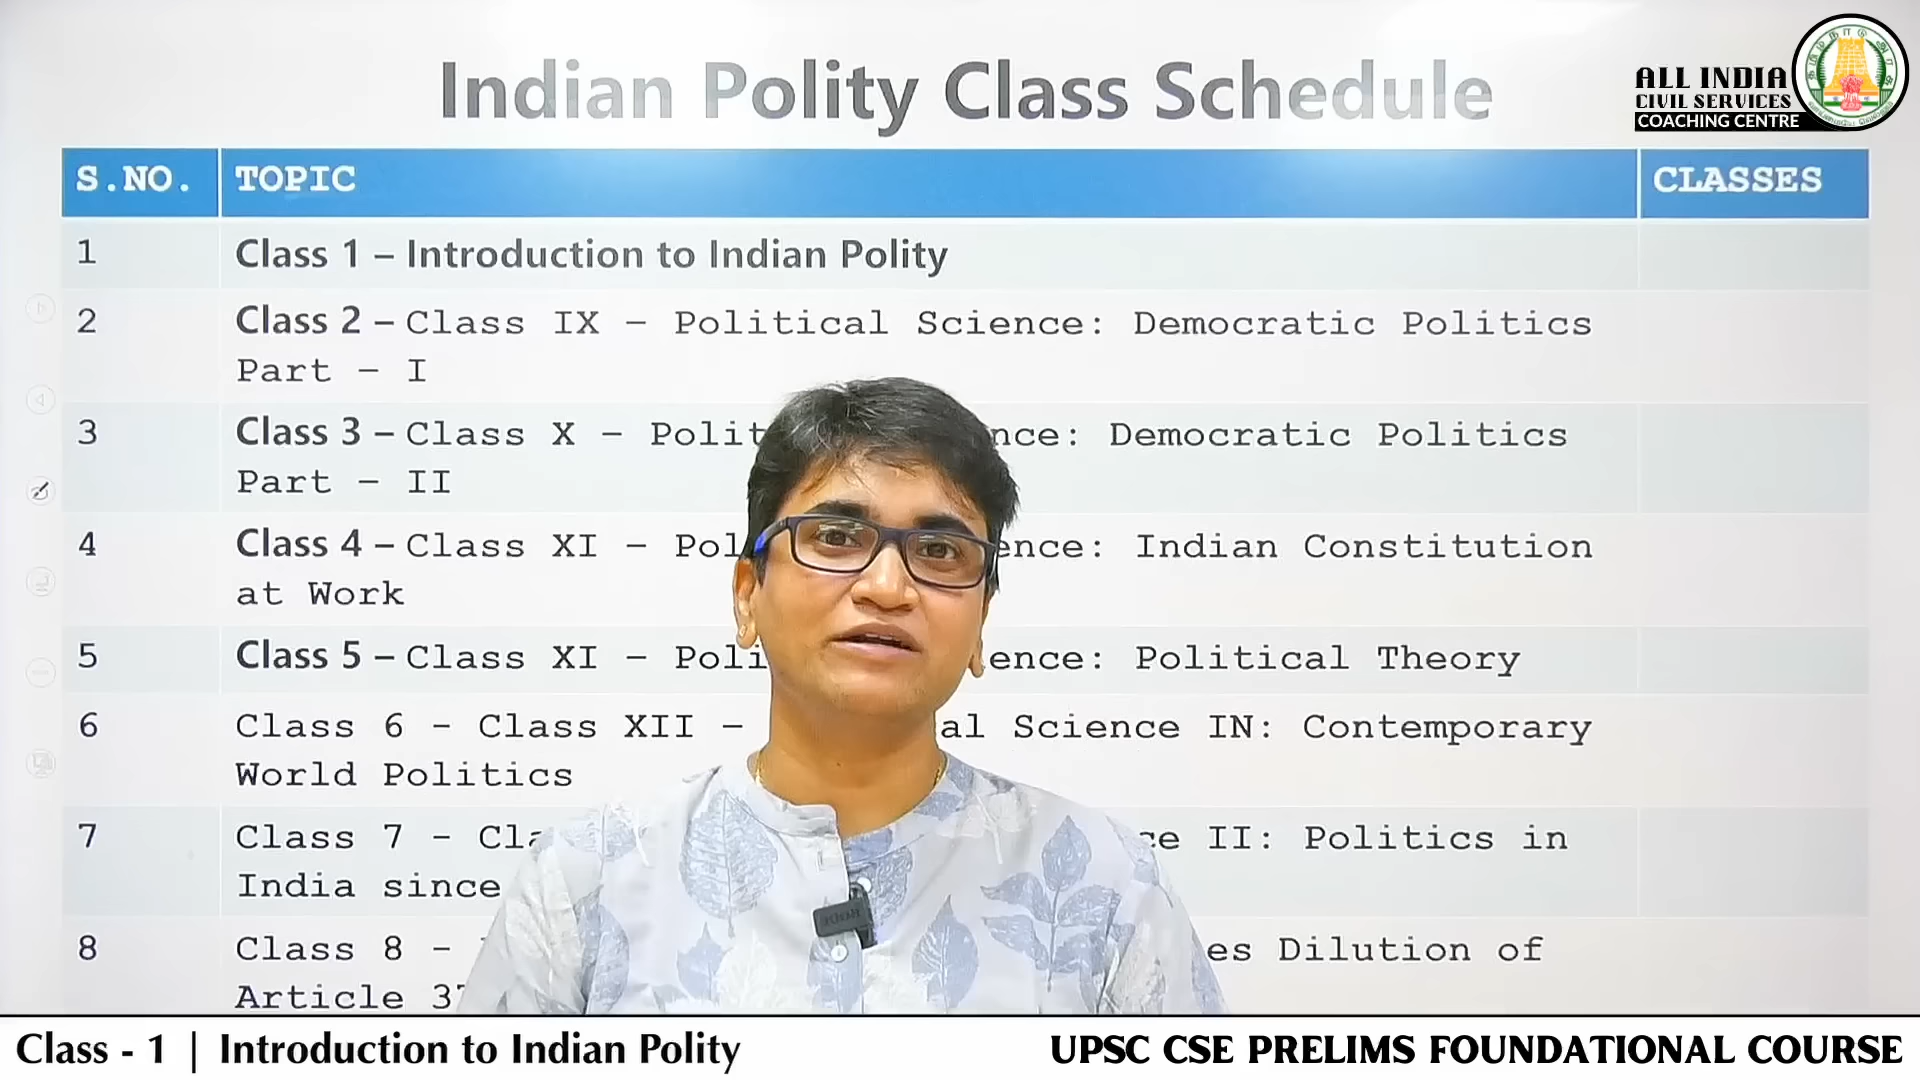 Indian Polity Class Schedule
ALL INDIA
CIVIL SERVICES
COACHING CENTRE
S.NO. TOPIC CLASSES
1 Class 1 – Introduction to Indian Polity
2 Class 2 – Class IX – Political Science: Democratic Politics
Part – I
3 Class 3 – Class X – Polit nce: Democratic Politics
Part – II
4 Class 4 – Class XI – Pol ence: Indian Constitution
at Work
5 Class 5 – Class XI – Poli ence: Political Theory
6 Class 6 - Class XII – al Science IN: Contemporary
World Politics
7 Class 7 - Cla ce II: Politics in
India since
8 Class 8 - es Dilution of
Article 37
Class - 1 | Introduction to Indian Polity
UPSC CSE PRELIMS FOUNDATIONAL COURSE